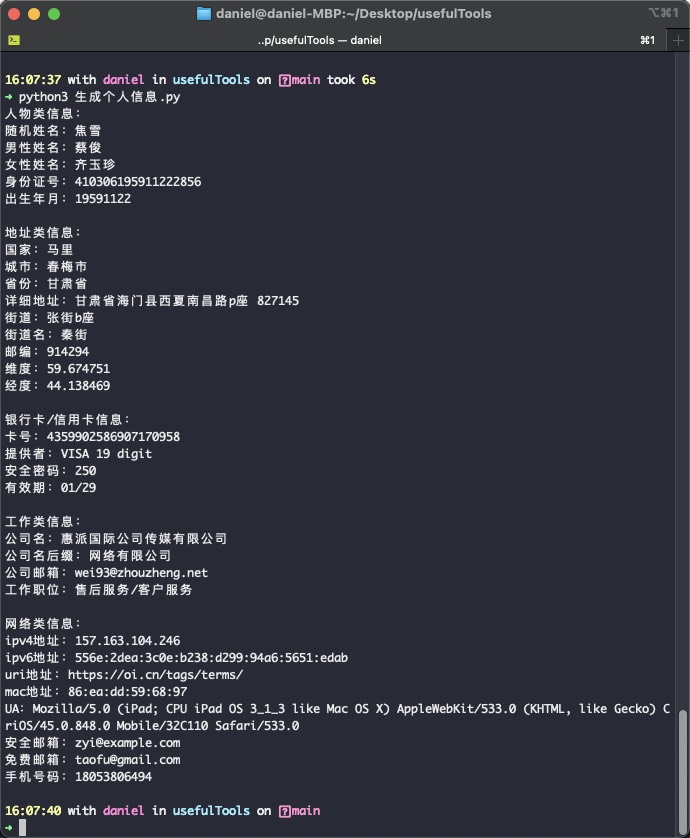 daniel@daniel-MBP:~/Desktop/usefulTools
⌥⌘1
..p/usefulTools — daniel
⌘1
16:07:37 with daniel in usefulTools on main took 6s
➜ python3 生成个人信息.py
人物类信息：
随机姓名：焦雪
男性姓名：蔡俊
女性姓名：齐玉珍
身份证号：410306195911222856
出生年月：19591122
地址类信息：
国家：马里
城市：春梅市
省份：甘肃省
详细地址：甘肃省海门县西夏南昌路p座 827145
街道：张街b座
街道名：秦街
邮编：914294
维度：59.674751
经度：44.138469
银行卡/信用卡信息：
卡号：4359902586907170958
提供者：VISA 19 digit
安全密码：250
有效期：01/29
工作类信息：
公司名：惠派国际公司传媒有限公司
公司名后缀：网络有限公司
公司邮箱：wei93@zhouzheng.net
工作职位：售后服务/客户服务
网络类信息：
ipv4地址：157.163.104.246
ipv6地址：556e:2dea:3c0e:b238:d299:94a6:5651:edab
uri地址：https://oi.cn/tags/terms/
mac地址：86:ea:dd:59:68:97
UA：Mozilla/5.0 (iPad; CPU iPad OS 3_1_3 like Mac OS X) AppleWebKit/533.0 (KHTML, like Gecko) C
riOS/45.0.848.0 Mobile/32C110 Safari/533.0
安全邮箱：zyi@example.com
免费邮箱：taofu@gmail.com
手机号码：18053806494
16:07:40 with daniel in usefulTools on main
➜